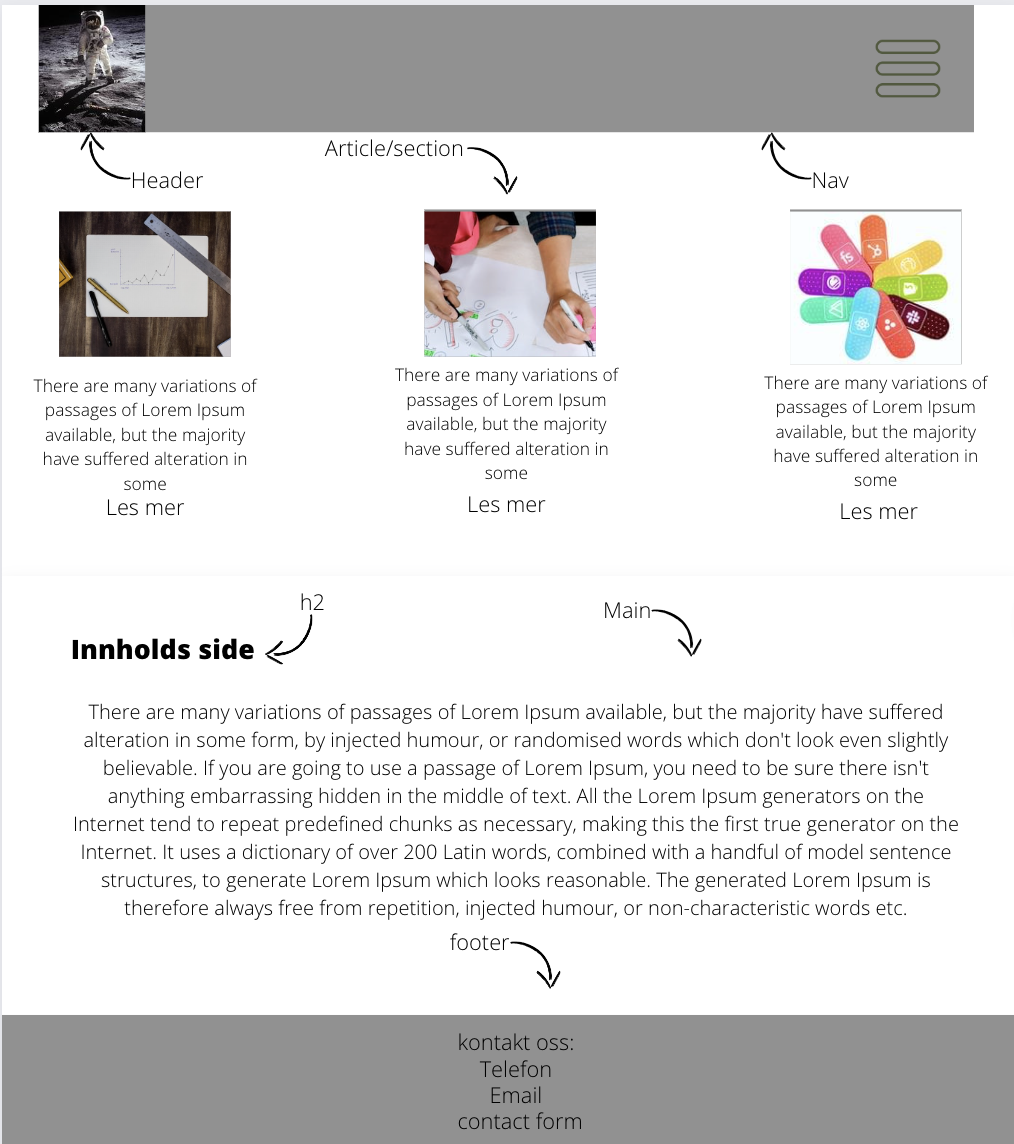 Article/section
Header
Nav
There are many variations of
passages of Lorem Ipsum
available, but the majority
have suffered alteration in
some
Les mer
There are many variations of
passages of Lorem Ipsum
available, but the majority
have suffered alteration in
some
Les mer
fs
There are many variations of
passages of Lorem Ipsum
available, but the majority
have suffered alteration in
some
Les mer
h2
Main
Innholds side
There are many variations of passages of Lorem Ipsum available, but the majority have suffered
alteration in some form, by injected humour, or randomised words which don't look even slightly
believable. If you are going to use a passage of Lorem Ipsum, you need to be sure there isn't
anything embarrassing hidden in the middle of text. All the Lorem Ipsum generators on the
Internet tend to repeat predefined chunks as necessary, making this the first true generator on the
Internet. It uses a dictionary of over 200 Latin words, combined with a handful of model sentence
structures, to generate Lorem Ipsum which looks reasonable. The generated Lorem Ipsum is
therefore always free from repetition, injected humour, or non-characteristic words etc.
footer
kontakt oss:
Telefon
Email
contact form